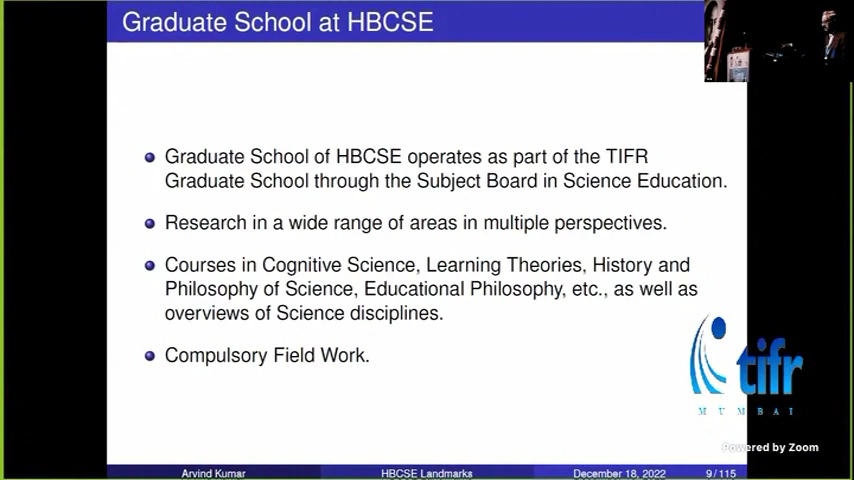 Graduate School at HBCSE
Graduate School of HBCSE operates as part of the TIFR
Graduate School through the Subject Board in Science Education.
Research in a wide range of areas in multiple perspectives.
Courses in Cognitive Science, Learning Theories, History and
Philosophy of Science, Educational Philosophy, etc., as well as
overviews of Science disciplines.
Compulsory Field Work.
tifr
MUMBAI
Powered by Zoom
Arvind Kumar HBCSE Landmarks December 18, 2022 9 / 115